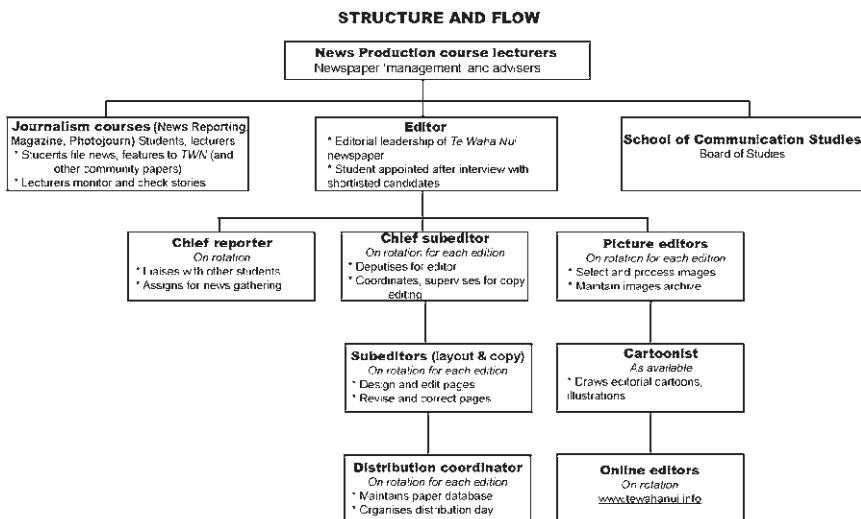 STRUCTURE AND FLOW
News Production course lecturers
Newspaper 'management' and advisers
Journalism courses (News Reporting,
Magazine, Photojourn) Students, lecturers
* Students file news, features to TWN (and
other community papers)
* Lecturers monitor and check stories
Editor
* Editorial leadership of Te Waha Nui
newspaper
* Student appointed after interview with
shortlisted candidates
School of Communication Studies
Board of Studies
Chief reporter
On rotation
* Liaises with other students
* Assigns for news gathering
Chief subeditor
On rotation for each edition
* Deputises for editor
* Coordinates, supervises for copy
editing
Picture editors
On rotation for each edition
* Select and process images
* Maintain images archive
Subeditors (layout & copy)
On rotation for each edition
* Design and edit pages
* Revise and correct pages
Cartoonist
As available
* Draws editorial cartoons,
illustrations
Distribution coordinator
On rotation for each edition
* Maintains paper database
* Organises distribution day
Online editors
On rotation
www.tewahanui.info